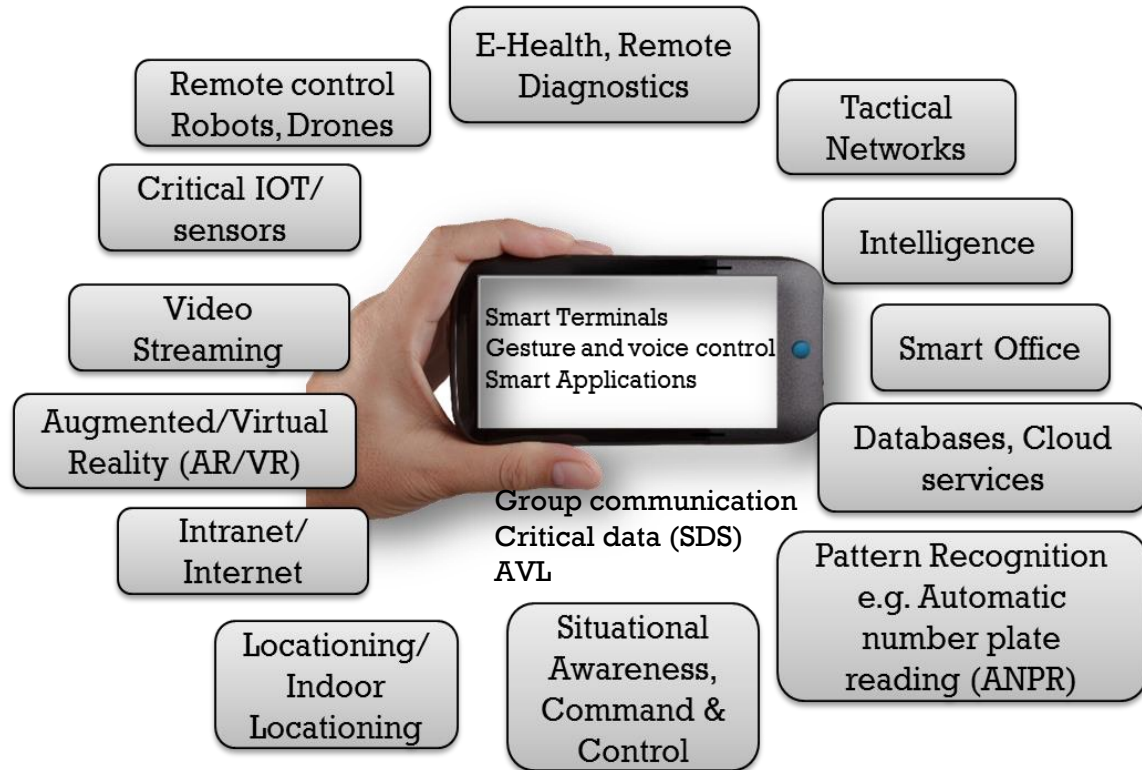 E-Health, Remote
Diagnostics
Remote control
Robots, Drones
Tactical
Networks
Critical IOT/
sensors
Intelligence
Video
Streaming
Smart Terminals
Gesture and voice control
Smart Applications
Smart Office
Augmented/Virtual
Reality (AR/VR)
Databases, Cloud
services
Group communication
Critical data (SDS)
AVL
Intranet/
Internet
Pattern Recognition
e.g. Automatic
number plate
reading (ANPR)
Locationing/
Indoor
Locationing
Situational
Awareness,
Command &
Control